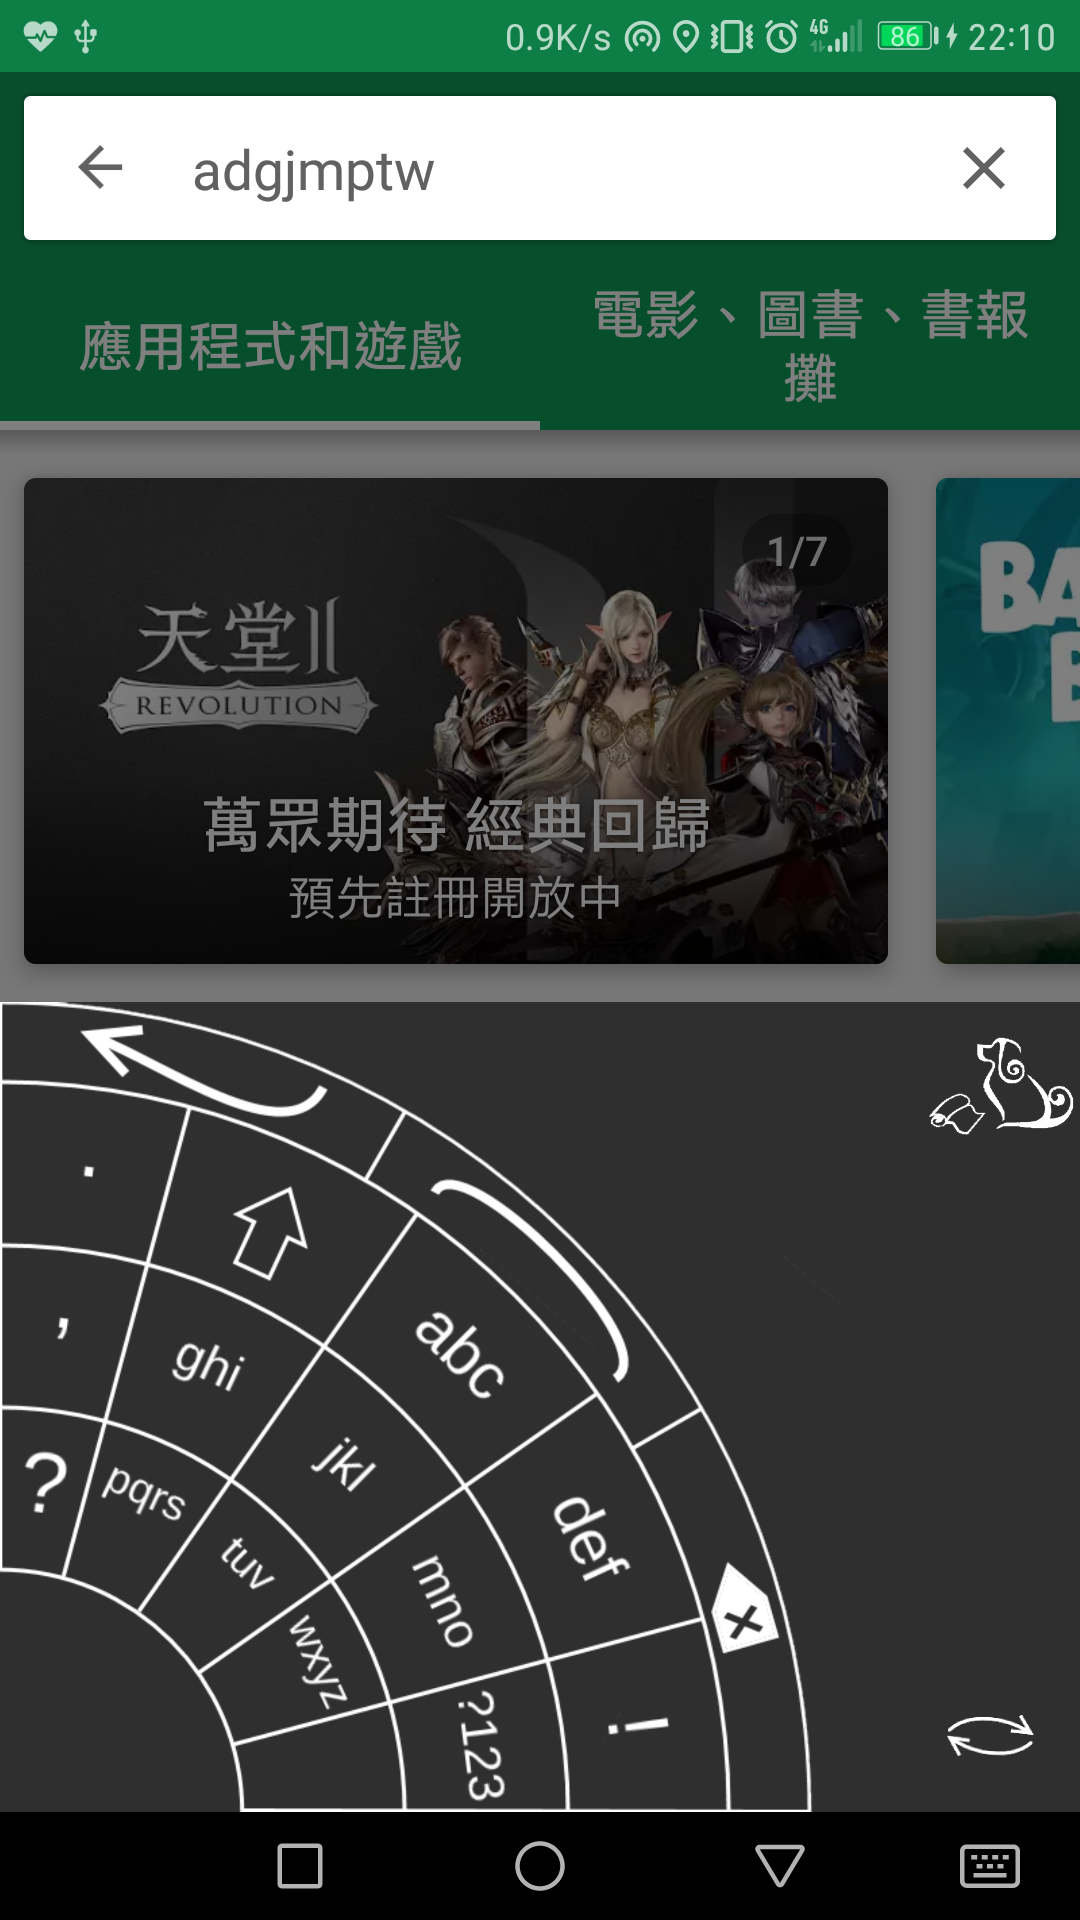 0.9K/s 4G 86 22:10
adgjmptw
應用程式和遊戲
電影、圖書、書報
攤
1/7
天堂II
REVOLUTION
萬眾期待 經典回歸
預先註冊開放中
BA
B
.
,
ghi
abc
?
pqrs
jkl
def
tuv
mno
wxyz
?123
!